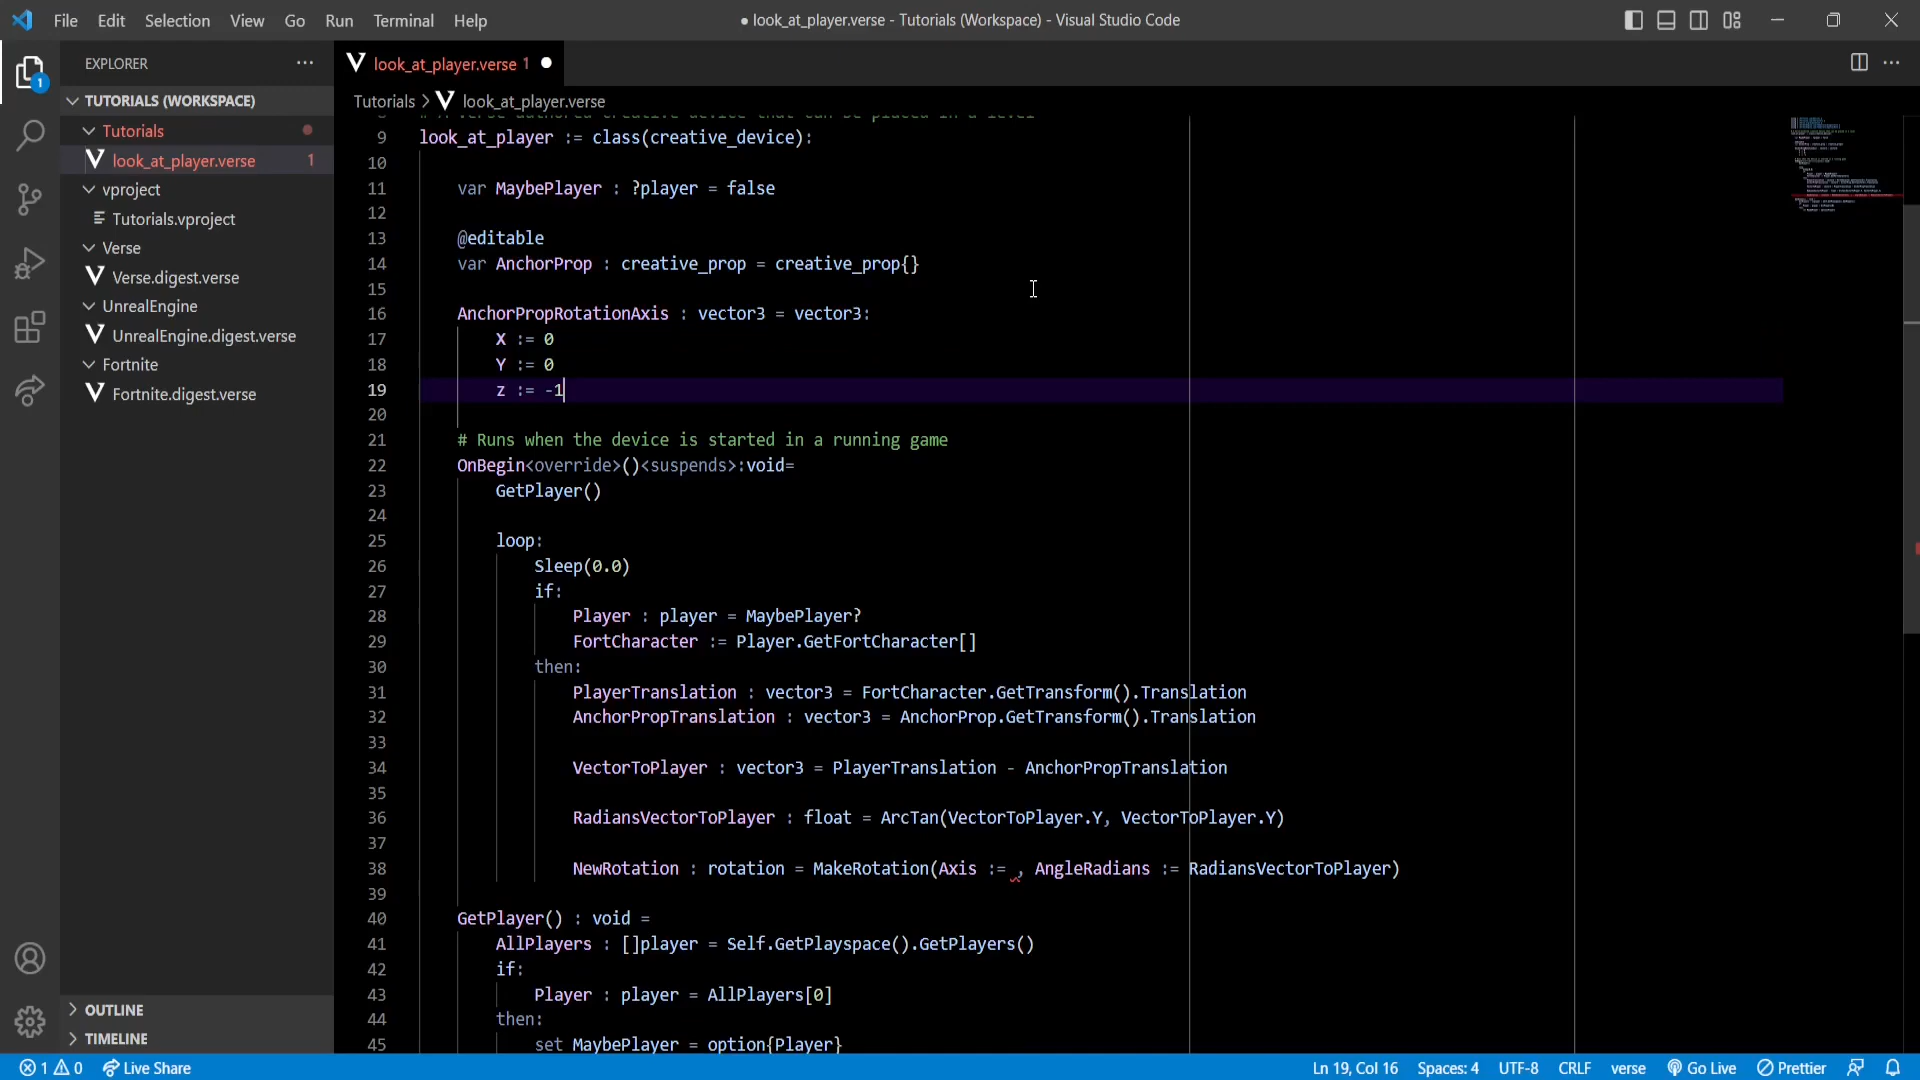 File Edit Selection View Go Run Terminal Help
● look_at_player.verse - Tutorials (Workspace) - Visual Studio Code
EXPLORER
TUTORIALS (WORKSPACE)
Tutorials
look_at_player.verse 1
vproject
Tutorials.vproject
Verse
Verse.digest.verse
UnrealEngine
UnrealEngine.digest.verse
Fortnite
Fortnite.digest.verse
OUTLINE
TIMELINE
1
look_at_player.verse 1
Tutorials > look_at_player.verse
9 look_at_player := class(creative_device):
10
11 var MaybePlayer : ?player = false
12
13 @editable
14 var AnchorProp : creative_prop = creative_prop{}
15
16 AnchorPropRotationAxis : vector3 = vector3:
17 X := 0
18 Y := 0
19 z := -1
20
21 # Runs when the device is started in a running game
22 OnBegin<override>()<suspends>:void=
23 GetPlayer()
24
25 loop:
26 Sleep(0.0)
27 if:
28 Player : player = MaybePlayer?
29 FortCharacter := Player.GetFortCharacter[]
30 then:
31 PlayerTranslation : vector3 = FortCharacter.GetTransform().Translation
32 AnchorPropTranslation : vector3 = AnchorProp.GetTransform().Translation
33
34 VectorToPlayer : vector3 = PlayerTranslation - AnchorPropTranslation
35
36 RadiansVectorToPlayer : float = ArcTan(VectorToPlayer.Y, VectorToPlayer.Y)
37
38 NewRotation : rotation = MakeRotation(Axis := , AngleRadians := RadiansVectorToPlayer)
39
40 GetPlayer() : void =
41 AllPlayers : []player = Self.GetPlayspace().GetPlayers()
42 if:
43 Player : player = AllPlayers[0]
44 then:
45 set MaybePlayer = option{Player}
1 0 Live Share
Ln 19, Col 16 Spaces: 4 UTF-8 CRLF verse Go Live Prettier